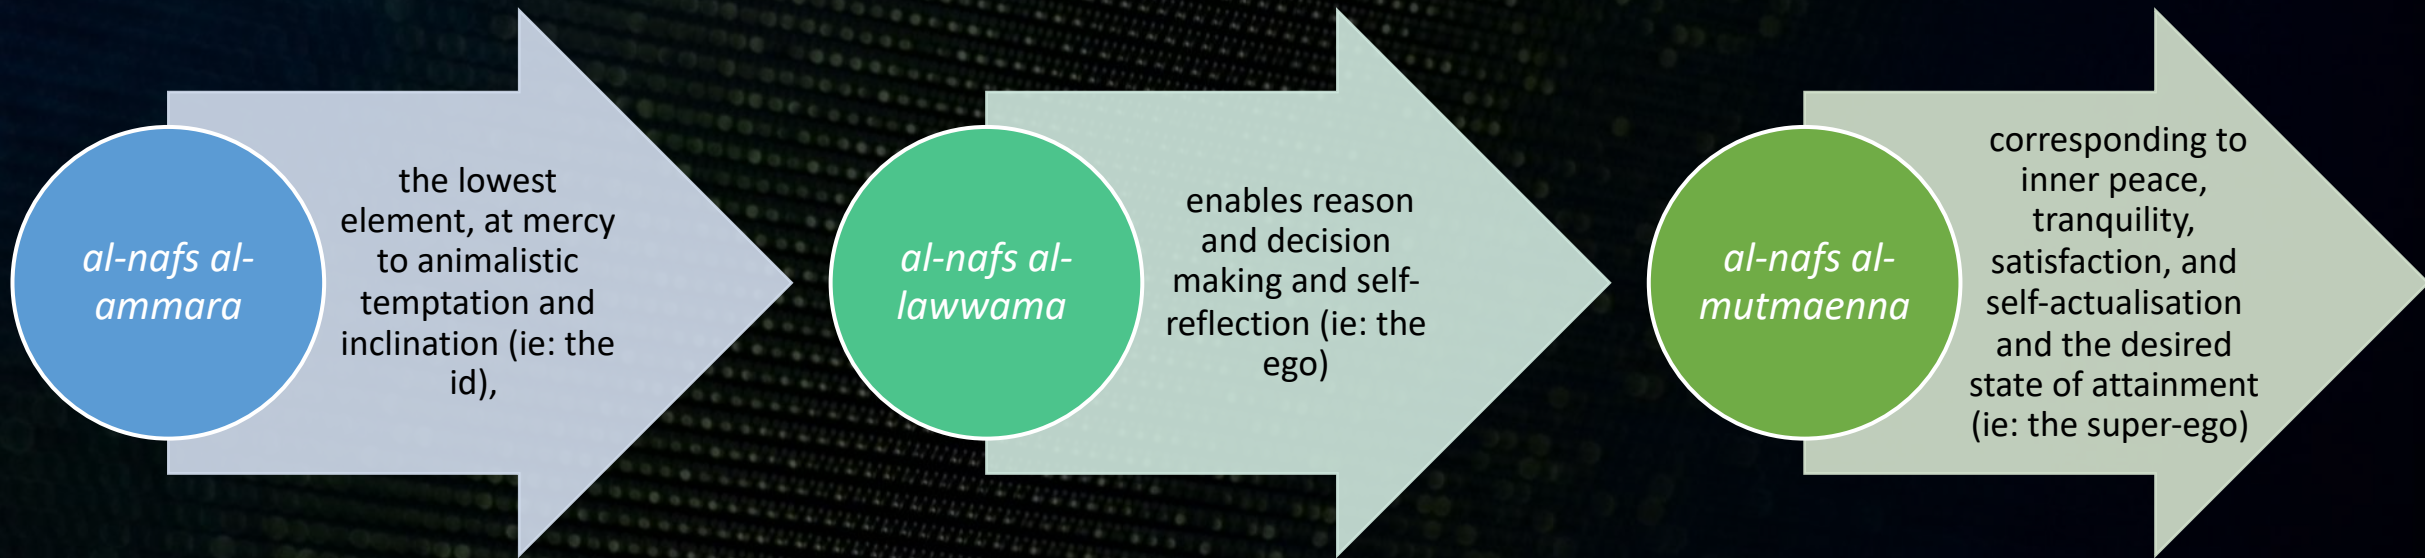 al-nafs al-
ammara
the lowest
element, at mercy
to animalistic
temptation and
inclination (ie: the
id),
al-nafs al-
lawwama
enables reason
and decision
making and self-
reflection (ie: the
ego)
al-nafs al-
mutmaenna
corresponding to
inner peace,
tranquility,
satisfaction, and
self-actualisation
and the desired
state of attainment
(ie: the super-ego)